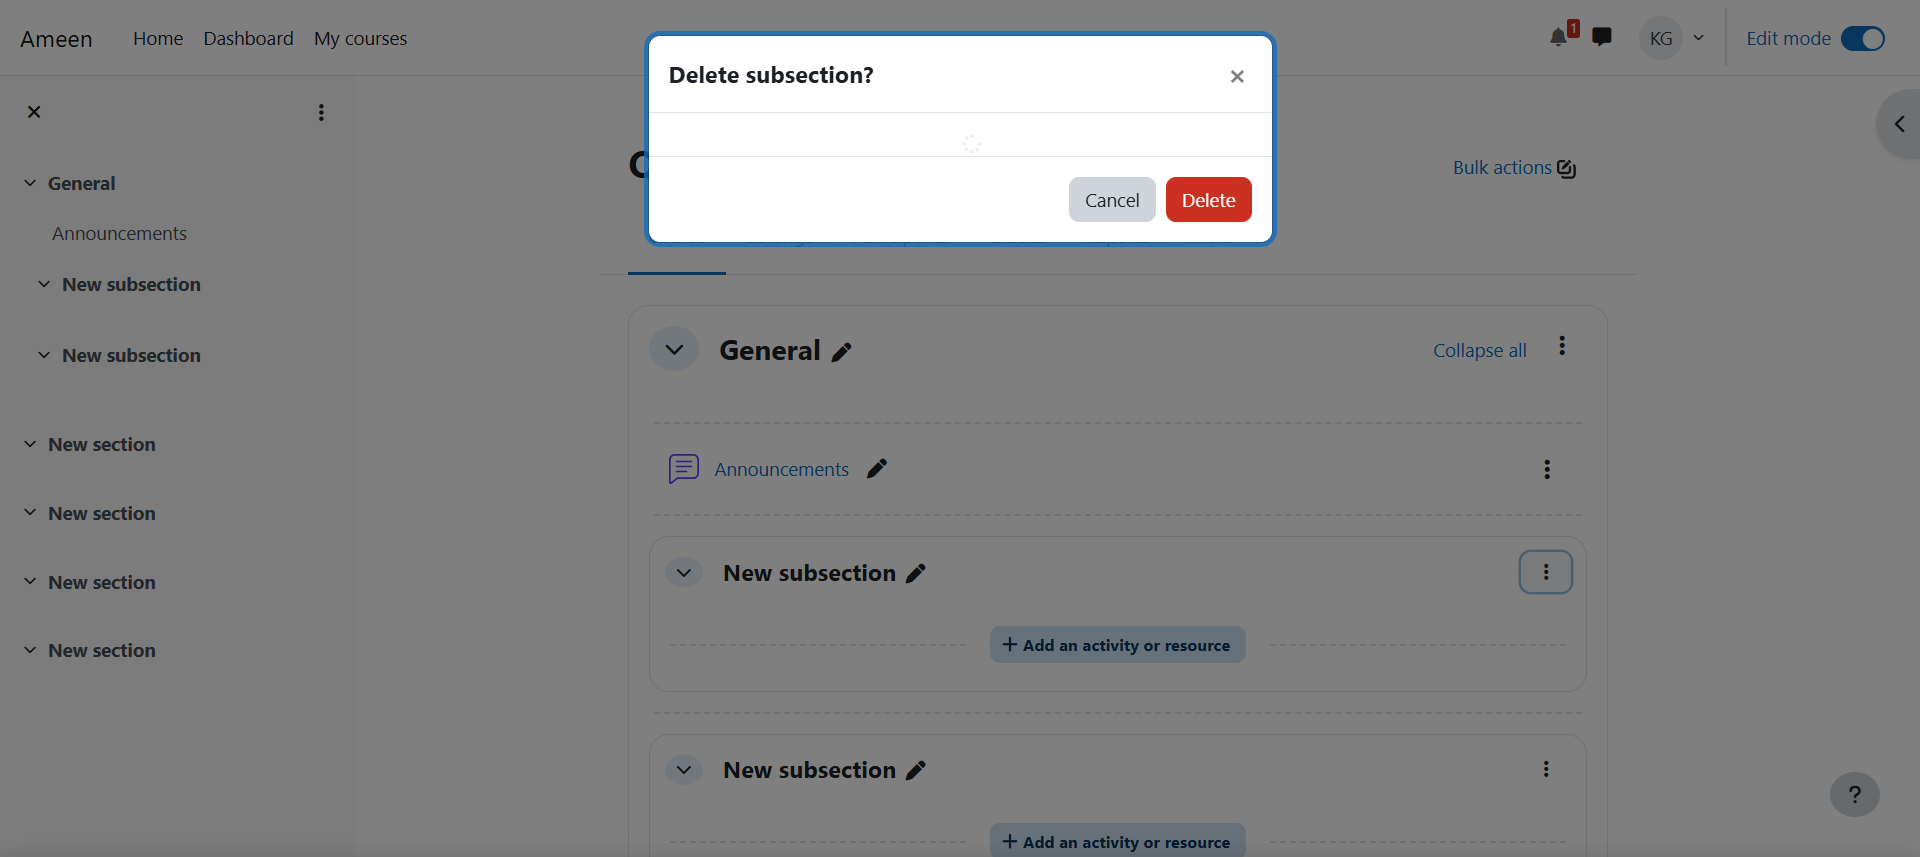 Ameen
Home
Dashboard
My courses
1
KG
Edit mode
Delete subsection?
×
Cancel
Delete
Bulk actions
General
Announcements
New subsection
New subsection
New section
New section
New section
New section
General
Collapse all
Announcements
New subsection
+ Add an activity or resource
New subsection
+ Add an activity or resource
?